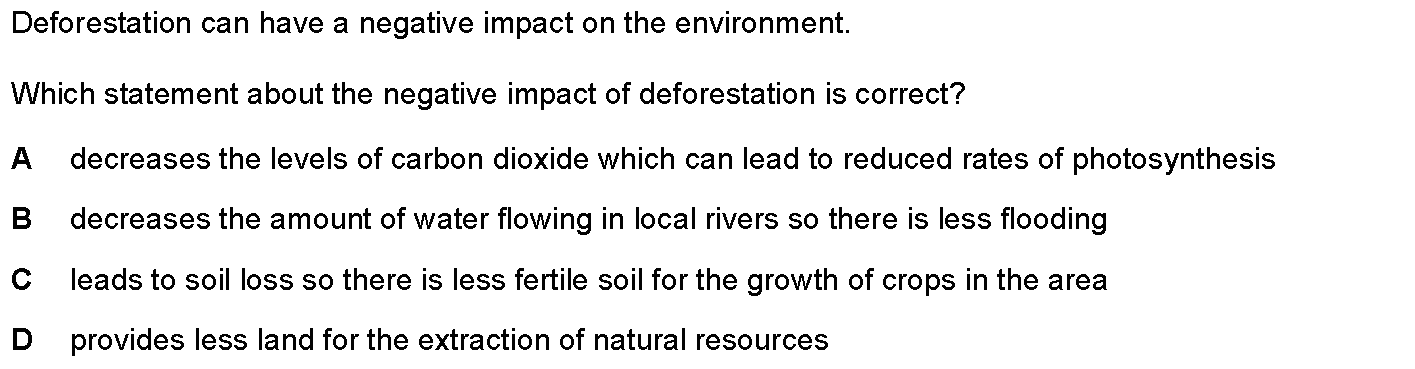 Deforestation can have a negative impact on the environment.
Which statement about the negative impact of deforestation is correct?
A decreases the levels of carbon dioxide which can lead to reduced rates of photosynthesis
B decreases the amount of water flowing in local rivers so there is less flooding
C leads to soil loss so there is less fertile soil for the growth of crops in the area
D provides less land for the extraction of natural resources